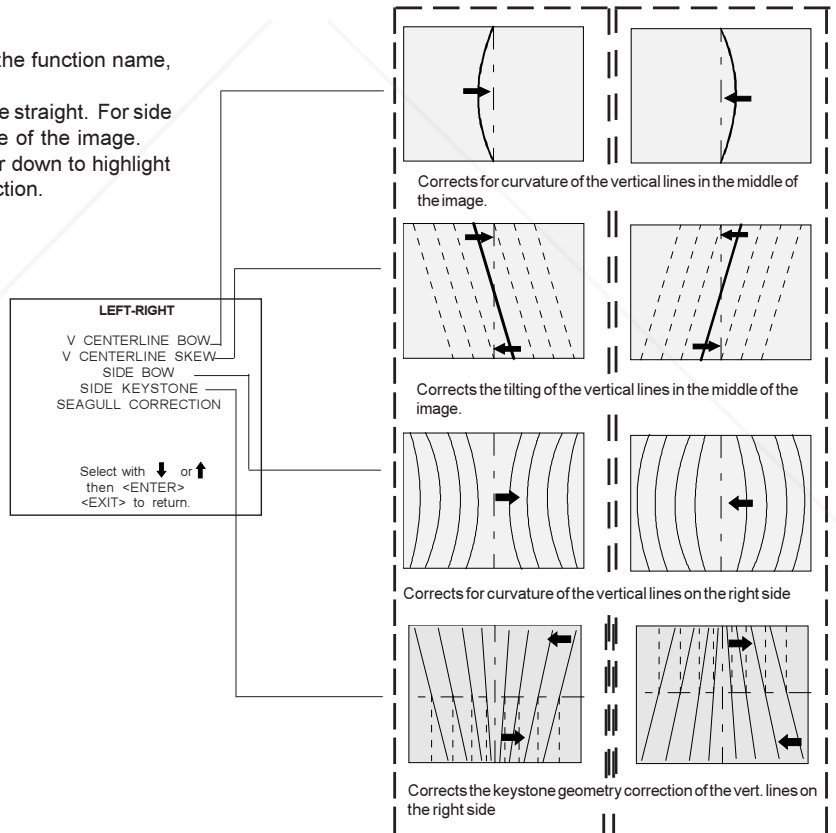 the function name,
e straight. For side
e of the image.
r down to highlight
ction.
LEFT-RIGHT
V CENTERLINE BOW
V CENTERLINE SKEW
SIDE BOW
SIDE KEYSTONE
SEAGULL CORRECTION
Select with or
then <ENTER>
<EXIT> to return.
Corrects for curvature of the vertical lines in the middle of
the image.
Corrects the tilting of the vertical lines in the middle of the
image.
Corrects for curvature of the vertical lines on the right side
Corrects the keystone geometry correction of the vert. lines on
the right side